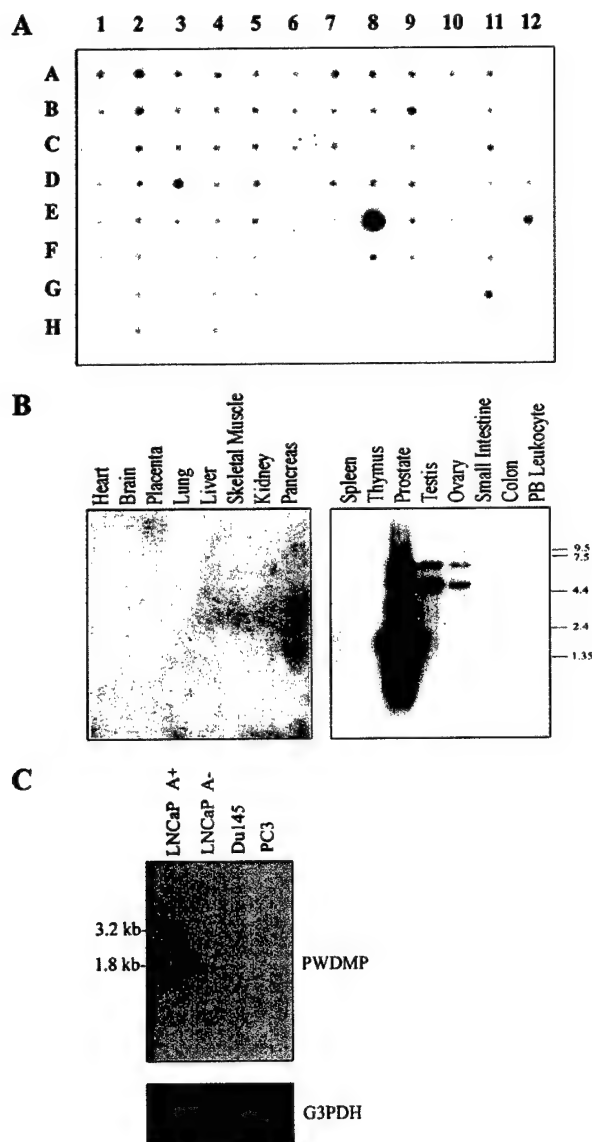 A
1 2 3 4 5 6 7 8 9 10 11 12
A
B
C
D
E
F
G
H
B
Heart
Brain
Placenta
Lung
Liver
Skeletal Muscle
Kidney
Pancreas
Spleen
Thymus
Prostate
Testis
Ovary
Small Intestine
Colon
PB Leukocyte
9.5
7.5
4.4
2.4
1.35
C
LNCaP A+
LNCaP A-
Du145
PC3
3.2 kb
1.8 kb
PWDMP
G3PDH